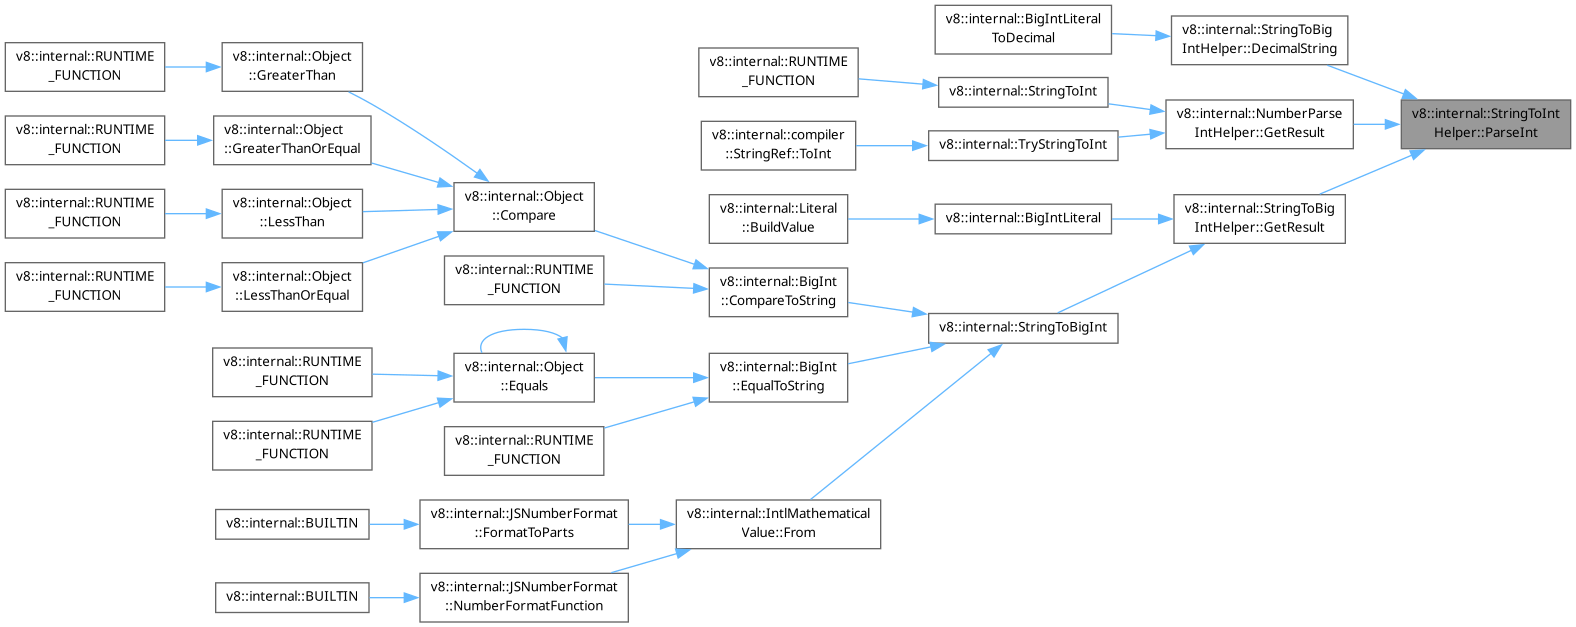 v8::internal::BigIntLiteral
ToDecimal
v8::internal::StringToBig
IntHelper::DecimalString
v8::internal::RUNTIME
_FUNCTION
v8::internal::Object
::GreaterThan
v8::internal::RUNTIME
_FUNCTION
v8::internal::StringToInt
v8::internal::NumberParse
IntHelper::GetResult
v8::internal::StringToInt
Helper::ParseInt
v8::internal::RUNTIME
_FUNCTION
v8::internal::Object
::GreaterThanOrEqual
v8::internal::compiler
::StringRef::ToInt
v8::internal::TryStringToInt
v8::internal::RUNTIME
_FUNCTION
v8::internal::Object
::LessThan
v8::internal::Object
::Compare
v8::internal::Literal
::BuildValue
v8::internal::BigIntLiteral
v8::internal::StringToBig
IntHelper::GetResult
v8::internal::RUNTIME
_FUNCTION
v8::internal::Object
::LessThanOrEqual
v8::internal::RUNTIME
_FUNCTION
v8::internal::BigInt
::CompareToString
v8::internal::StringToBigInt
v8::internal::RUNTIME
_FUNCTION
v8::internal::Object
::Equals
v8::internal::BigInt
::EqualToString
v8::internal::RUNTIME
_FUNCTION
v8::internal::RUNTIME
_FUNCTION
v8::internal::BUILTIN
v8::internal::JSNumberFormat
::FormatToParts
v8::internal::IntlMathematical
Value::From
v8::internal::BUILTIN
v8::internal::JSNumberFormat
::NumberFormatFunction